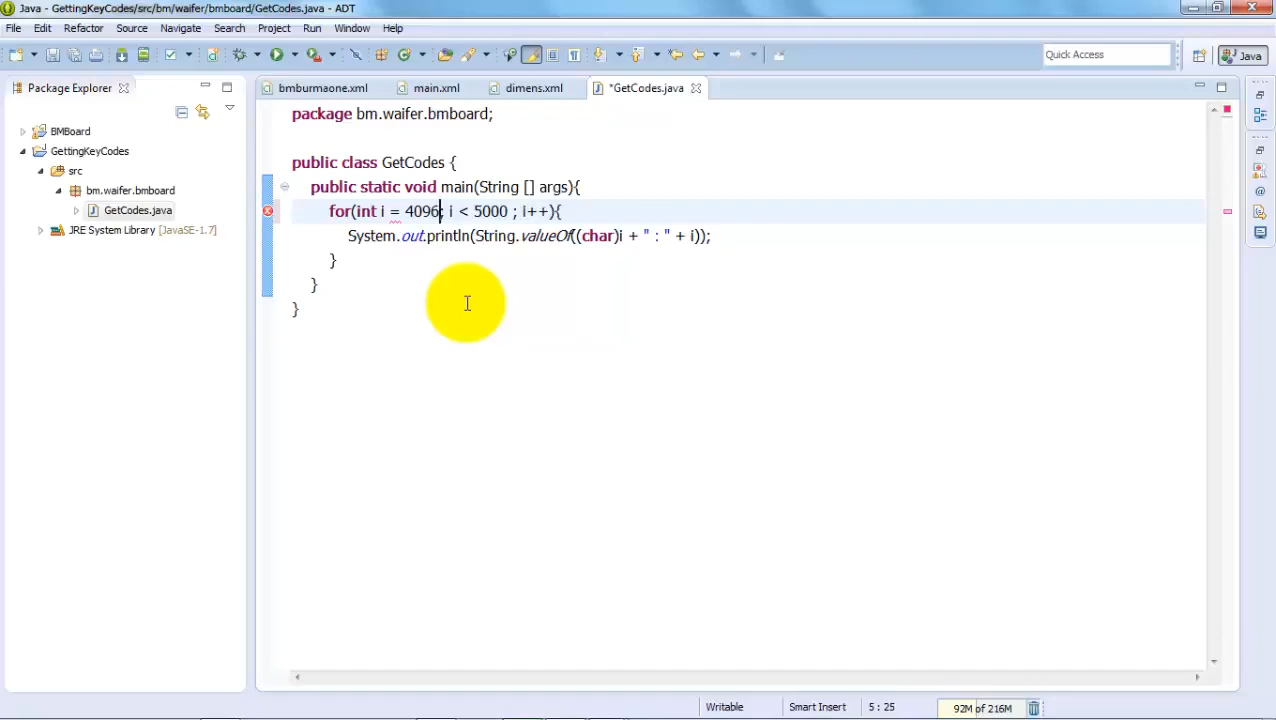 Java - GettingKeyCodes/src/bm/waifer/bmboard/GetCodes.java - ADT
File Edit Refactor Source Navigate Search Project Run Window Help
Quick Access
Java
Package Explorer
bmburmaone.xml
main.xml
dimens.xml
*GetCodes.java
BMBoard
GettingKeyCodes
src
bm.waifer.bmboard
GetCodes.java
JRE System Library [JavaSE-1.7]
package bm.waifer.bmboard;
public class GetCodes {
public static void main(String [] args){
for(int i = 4096; i < 5000 ; i++){
System.out.println(String.valueOf((char)i + " : " + i));
}
}
}
Writable
Smart Insert
5 : 25
92M of 216M